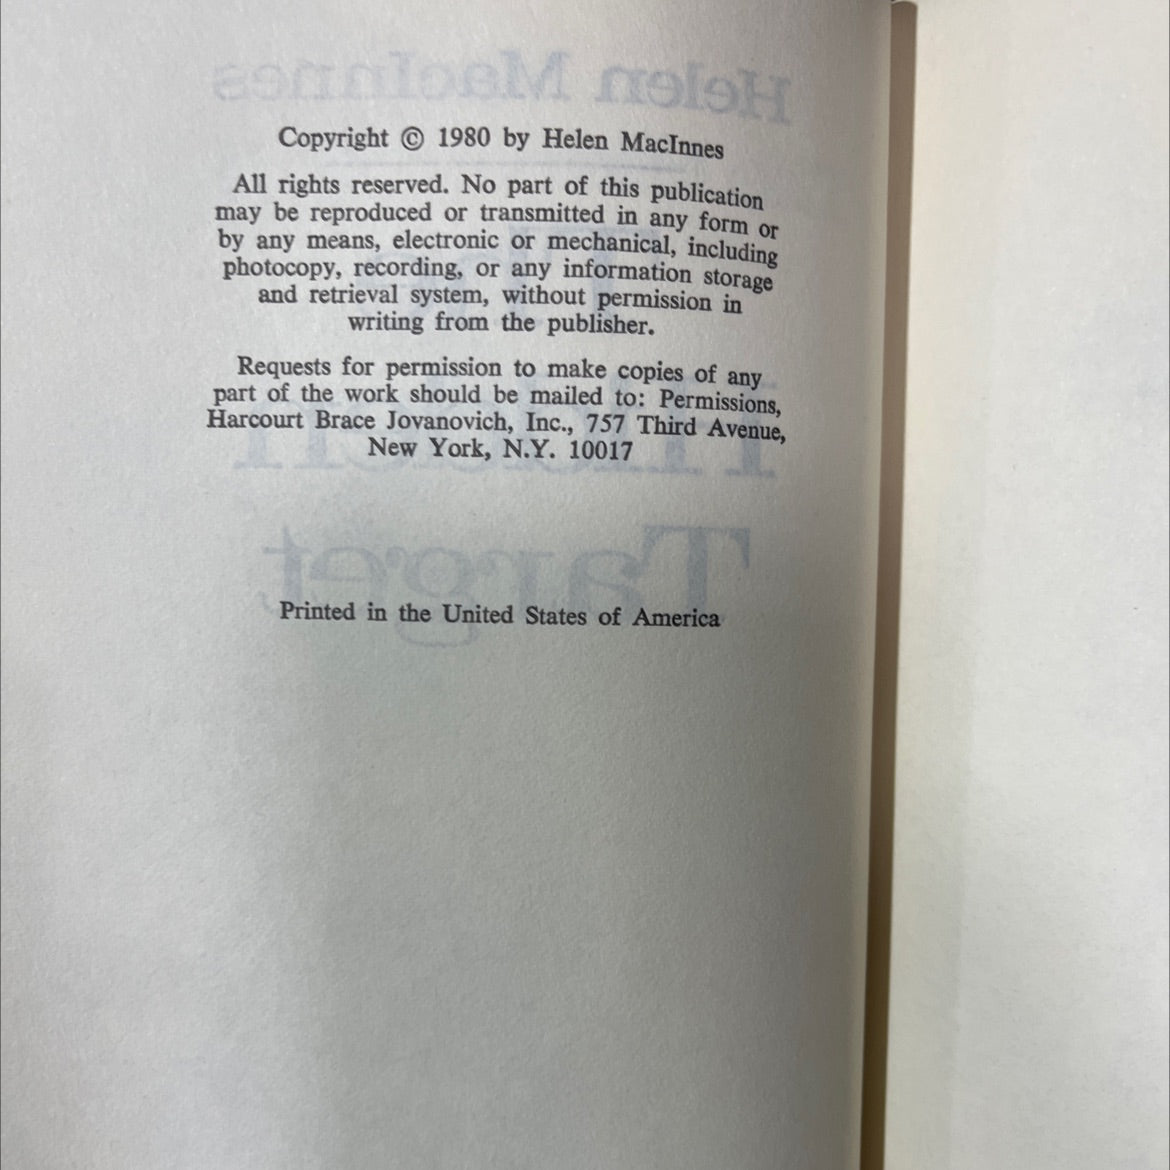 Helen MacInnes
Copyright © 1980 by Helen MacInnes
All rights reserved. No part of this publication
may be reproduced or transmitted in any form or
by any means, electronic or mechanical, including
photocopy, recording, or any information storage
and retrieval system, without permission in
writing from the publisher.
Requests for permission to make copies of any
part of the work should be mailed to: Permissions,
Harcourt Brace Jovanovich, Inc., 757 Third Avenue,
New York, N.Y. 10017
Target
Printed in the United States of America